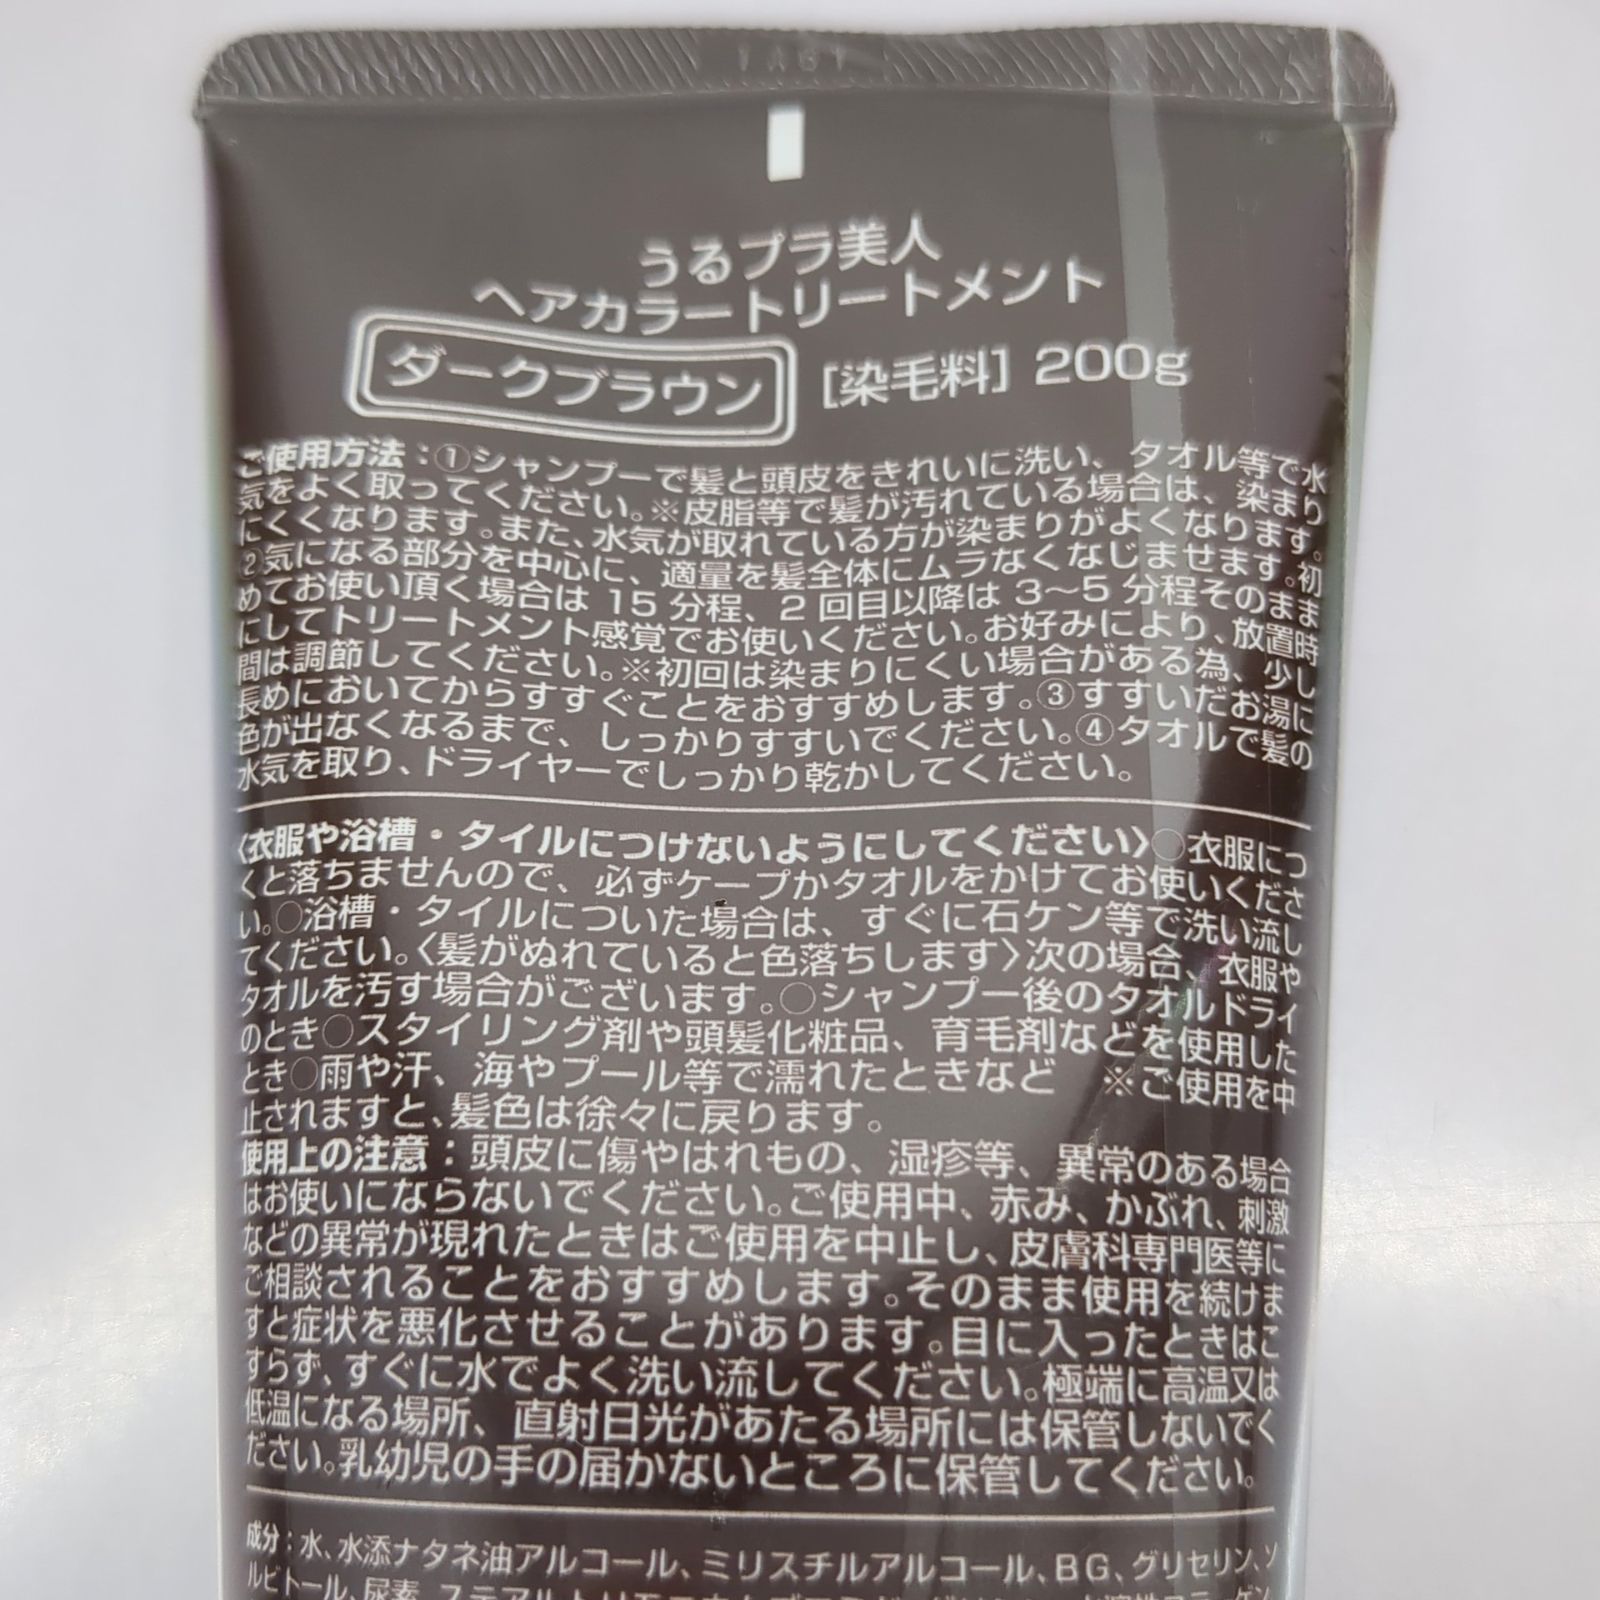 うるプラ美人
ヘアカラートリートメント
ダークブラウン [染毛料] 200g
ご使用方法：①シャンプーで髪と頭皮をきれいに洗い、タオル等で水
気をよく取ってください。※皮脂等で髪が汚れている場合は、染まり
にくくなります。また、水気が取れている方が染まりがよくなります。
②気になる部分を中心に、適量を髪全体にムラなくなじませます。初
めてお使い頂く場合は 15 分程、2 回目以降は 3〜5 分程そのまま
にしてトリートメント感覚でお使いください。お好みにより、放置時
間は調節してください。※初回は染まりにくい場合がある為、少し
長めにおいてからすすぐことをおすすめします。③すすいだお湯に
色が出なくなるまで、しっかりすすいでください。④タオルで髪の
水気を取り、ドライヤーでしっかり乾かしてください。
〈衣服や浴槽・タイルにつけないようにしてください〉○衣服につ
くと落ちませんので、必ずケープかタオルをかけてお使いくださ
い。○浴槽・タイルについた場合は、すぐに石ケン等で洗い流し
てください。〈髪がぬれていると色落ちします〉次の場合、衣服や
タオルを汚す場合がございます。○シャンプー後のタオルドライ
のとき○スタイリング剤や頭髪化粧品、育毛剤などを使用した
とき○雨や汗、海やプール等で濡れたときなど ※ご使用を中
止されますと、髪色は徐々に戻ります。
使用上の注意：頭皮に傷やはれもの、湿疹等、異常のある場合
はお使いにならないでください。ご使用中、赤み、かぶれ、刺激
などの異常が現れたときはご使用を中止し、皮膚科専門医等に
ご相談されることをおすすめします。そのまま使用を続けま
すと症状を悪化させることがあります。目に入ったときはこ
すらず、すぐに水でよく洗い流してください。極端に高温又は
低温になる場所、直射日光があたる場所には保管しないでく
ださい。乳幼児の手の届かないところに保管してください。
成分：水、水添ナタネ油アルコール、ミリスチルアルコール、BG、グリセリン、ソ
ルビトール、尿素、